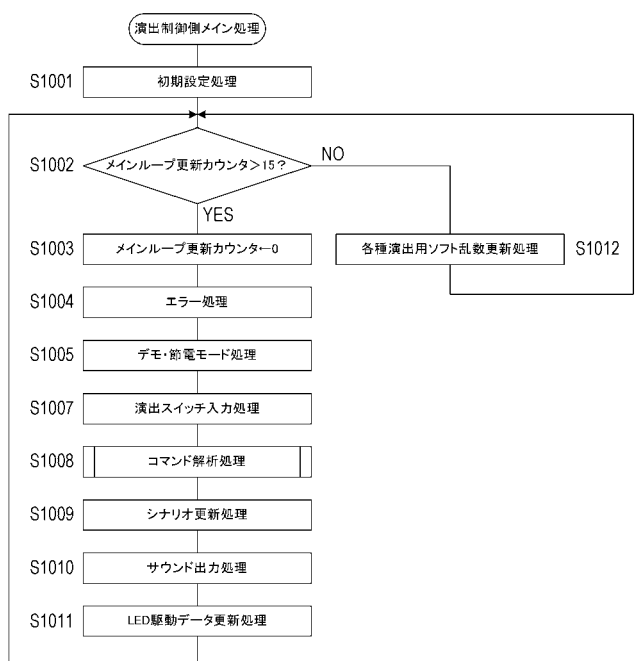 演出制御側メイン処理
S1001
初期設定処理
S1002
メインループ更新カウンタ>15?
NO
YES
S1003
メインループ更新カウンタ←0
各種演出用ソフト乱数更新処理
S1012
S1004
エラー処理
S1005
デモ・節電モード処理
S1007
演出スイッチ入力処理
S1008
コマンド解析処理
S1009
シナリオ更新処理
S1010
サウンド出力処理
S1011
LED駆動データ更新処理